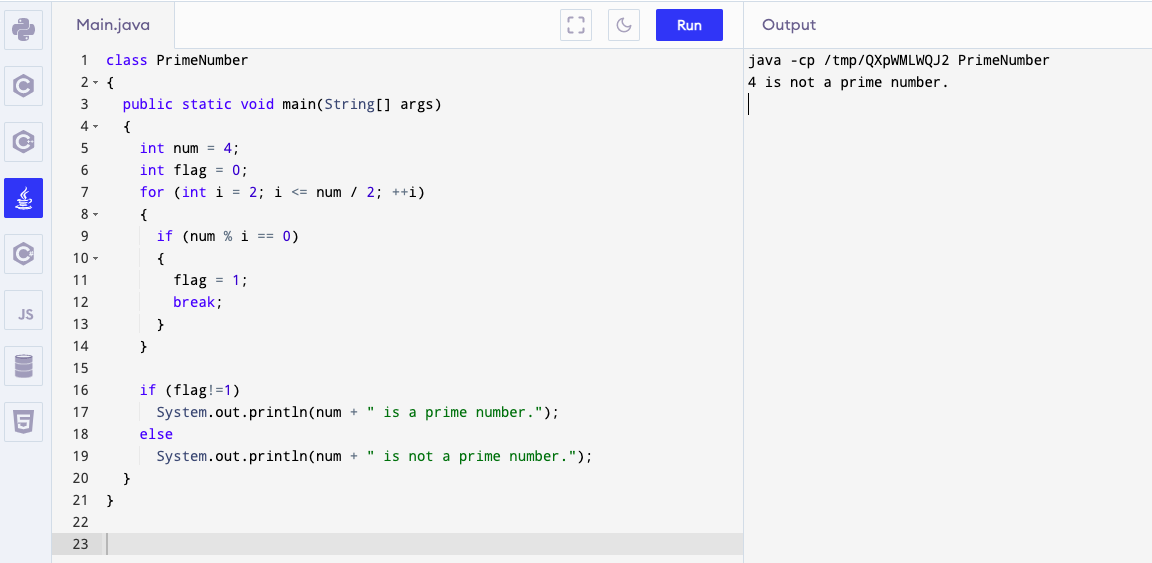 Main.java
Run
Output
1 class PrimeNumber
2 {
3   public static void main(String[] args)
4   {
5     int num = 4;
6     int flag = 0;
7     for (int i = 2; i <= num / 2; ++i)
8     {
9       if (num % i == 0)
10       {
11         flag = 1;
12         break;
13       }
14     }
15
16     if (flag!=1)
17       System.out.println(num + " is a prime number.");
18     else
19       System.out.println(num + " is not a prime number.");
20   }
21 }
22
23
java -cp /tmp/QXpWMLWQJ2 PrimeNumber
4 is not a prime number.
C
C++
C#
JS
5